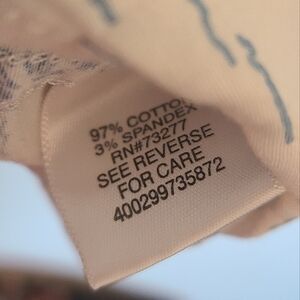 97% COTTON
3% SPANDEX
RN#73277
SEE REVERSE
FOR CARE
400299735872